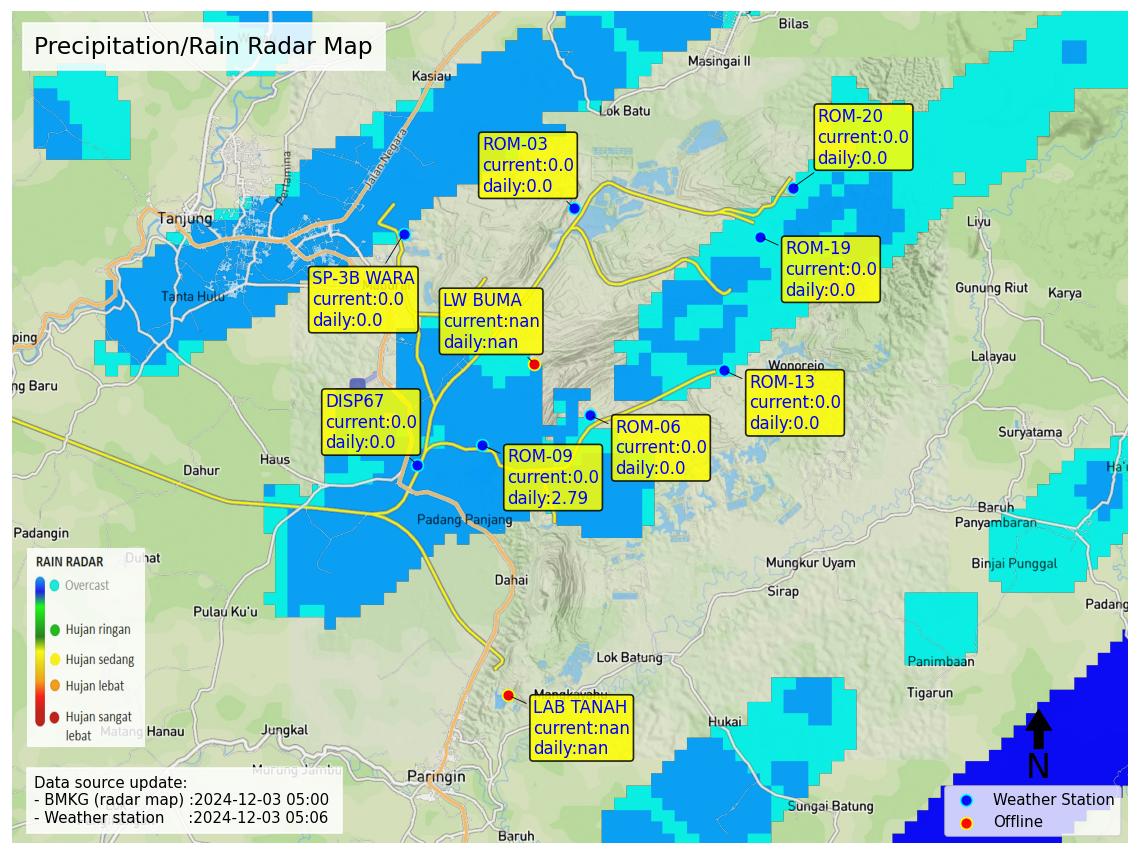 Precipitation/Rain Radar Map
Bilas
Masingai II
Kasiau
Lok Batu
Jalan Negara
Pertamina
ROM-20
current:0.0
daily:0.0
ROM-03
current:0.0
daily:0.0
Tanjung
Liyu
ROM-19
current:0.0
daily:0.0
SP-3B WARA
current:0.0
daily:0.0
LW BUMA
current:nan
daily:nan
Tanta Hulu
Gunung Riut
Karya
ping
Lalayau
Wonorejo
ng Baru
ROM-13
current:0.0
daily:0.0
DISP67
current:0.0
daily:0.0
ROM-06
current:0.0
daily:0.0
Suryatama
ROM-09
current:0.0
daily:2.79
Haus
Dahur
Ha'u
Baruh
Panyambaran
Padang Panjang
Padangin
Duhat
Binjai Punggal
Mungkur Uyam
Dahai
Sirap
Padang
Pulau Ku'u
RAIN RADAR
Overcast
Hujan ringan
Hujan sedang
Hujan lebat
Hujan sangat
lebat
Lok Batung
Panimbaan
Tigarun
Mangkayahu
LAB TANAH
current:nan
daily:nan
Hukai
Matang Hanau
Jungkal
Murung Jambu
Paringin
N
Sungai Batung
Baruh
Data source update:
- BMKG (radar map) :2024-12-03 05:00
- Weather station :2024-12-03 05:06
Weather Station
Offline